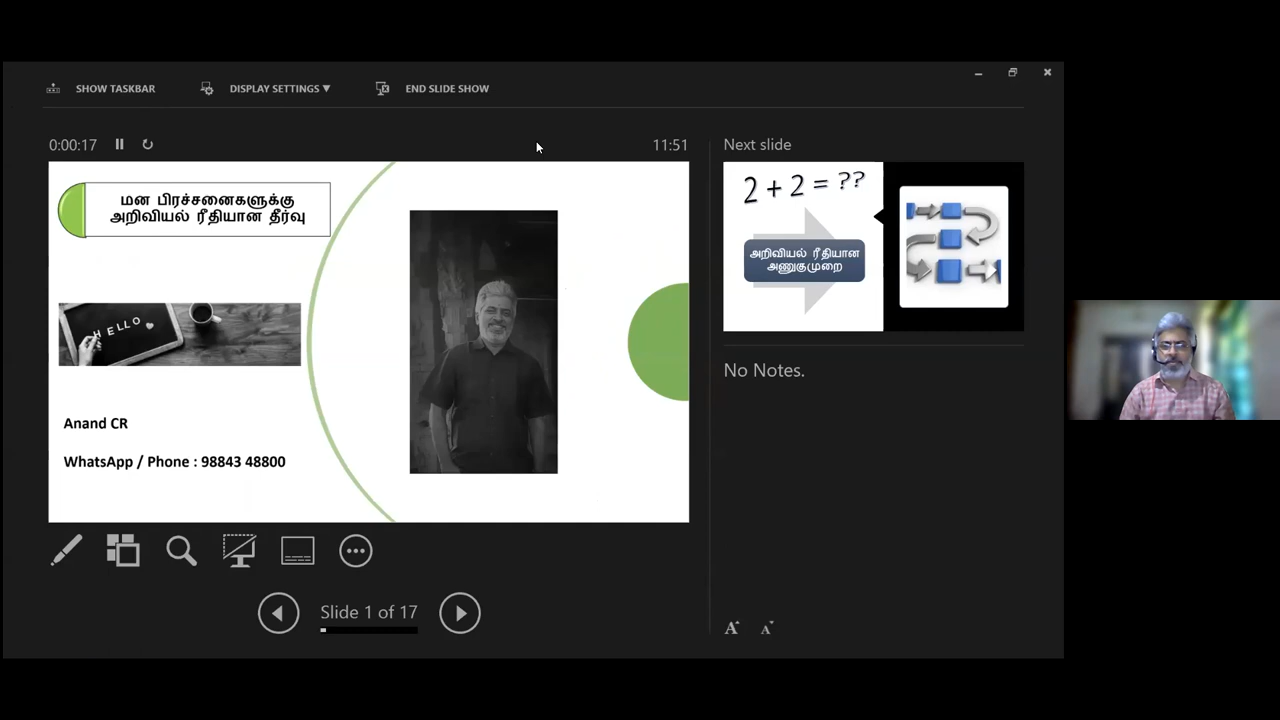 SHOW TASKBAR
DISPLAY SETTINGS ▼
END SLIDE SHOW
0:00:17
11:51
Next slide
மன பிரச்சனைகளுக்கு
அறிவியல் ரீதியான தீர்வு
HELLO
Anand CR
WhatsApp / Phone : 98843 48800
2 + 2 = ??
அறிவியல் ரீதியான
அணுகுமுறை
No Notes.
Slide 1 of 17
A A